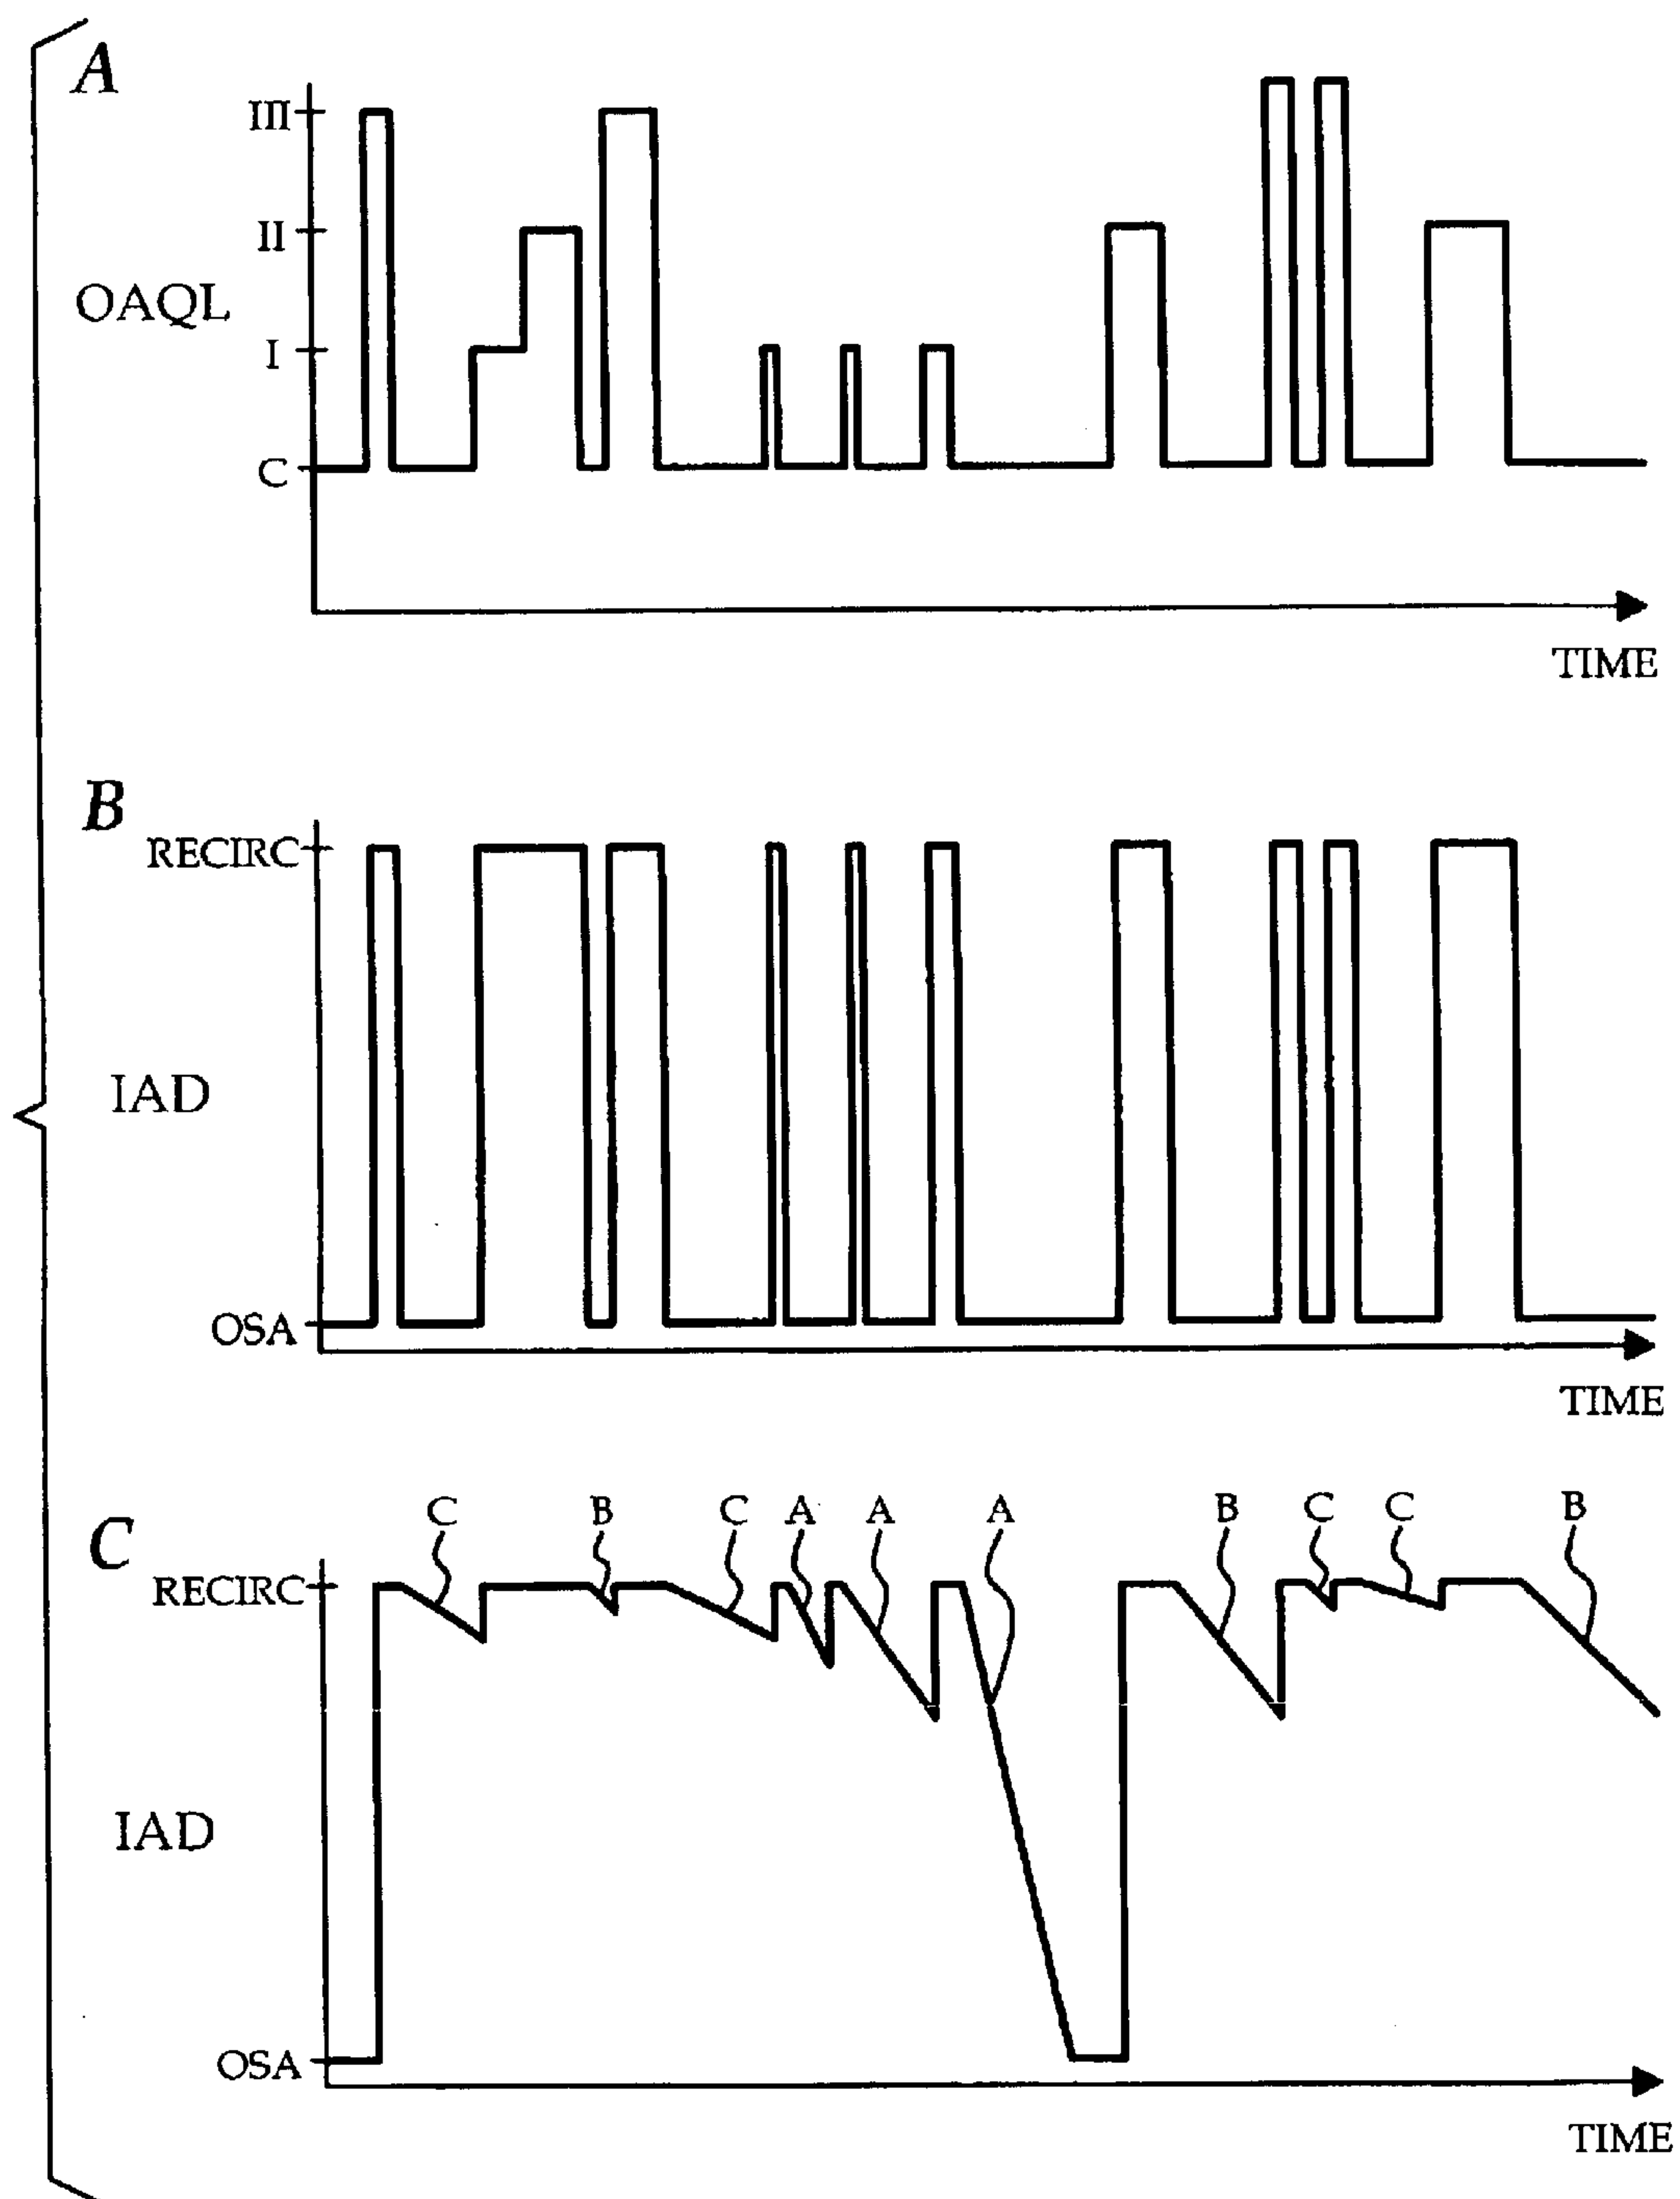 A
III
II
OAQL
I
C
TIME
B
RECIRC
IAD
OSA
TIME
C B C A A A B C C B
C
RECIRC
IAD
OSA
TIME